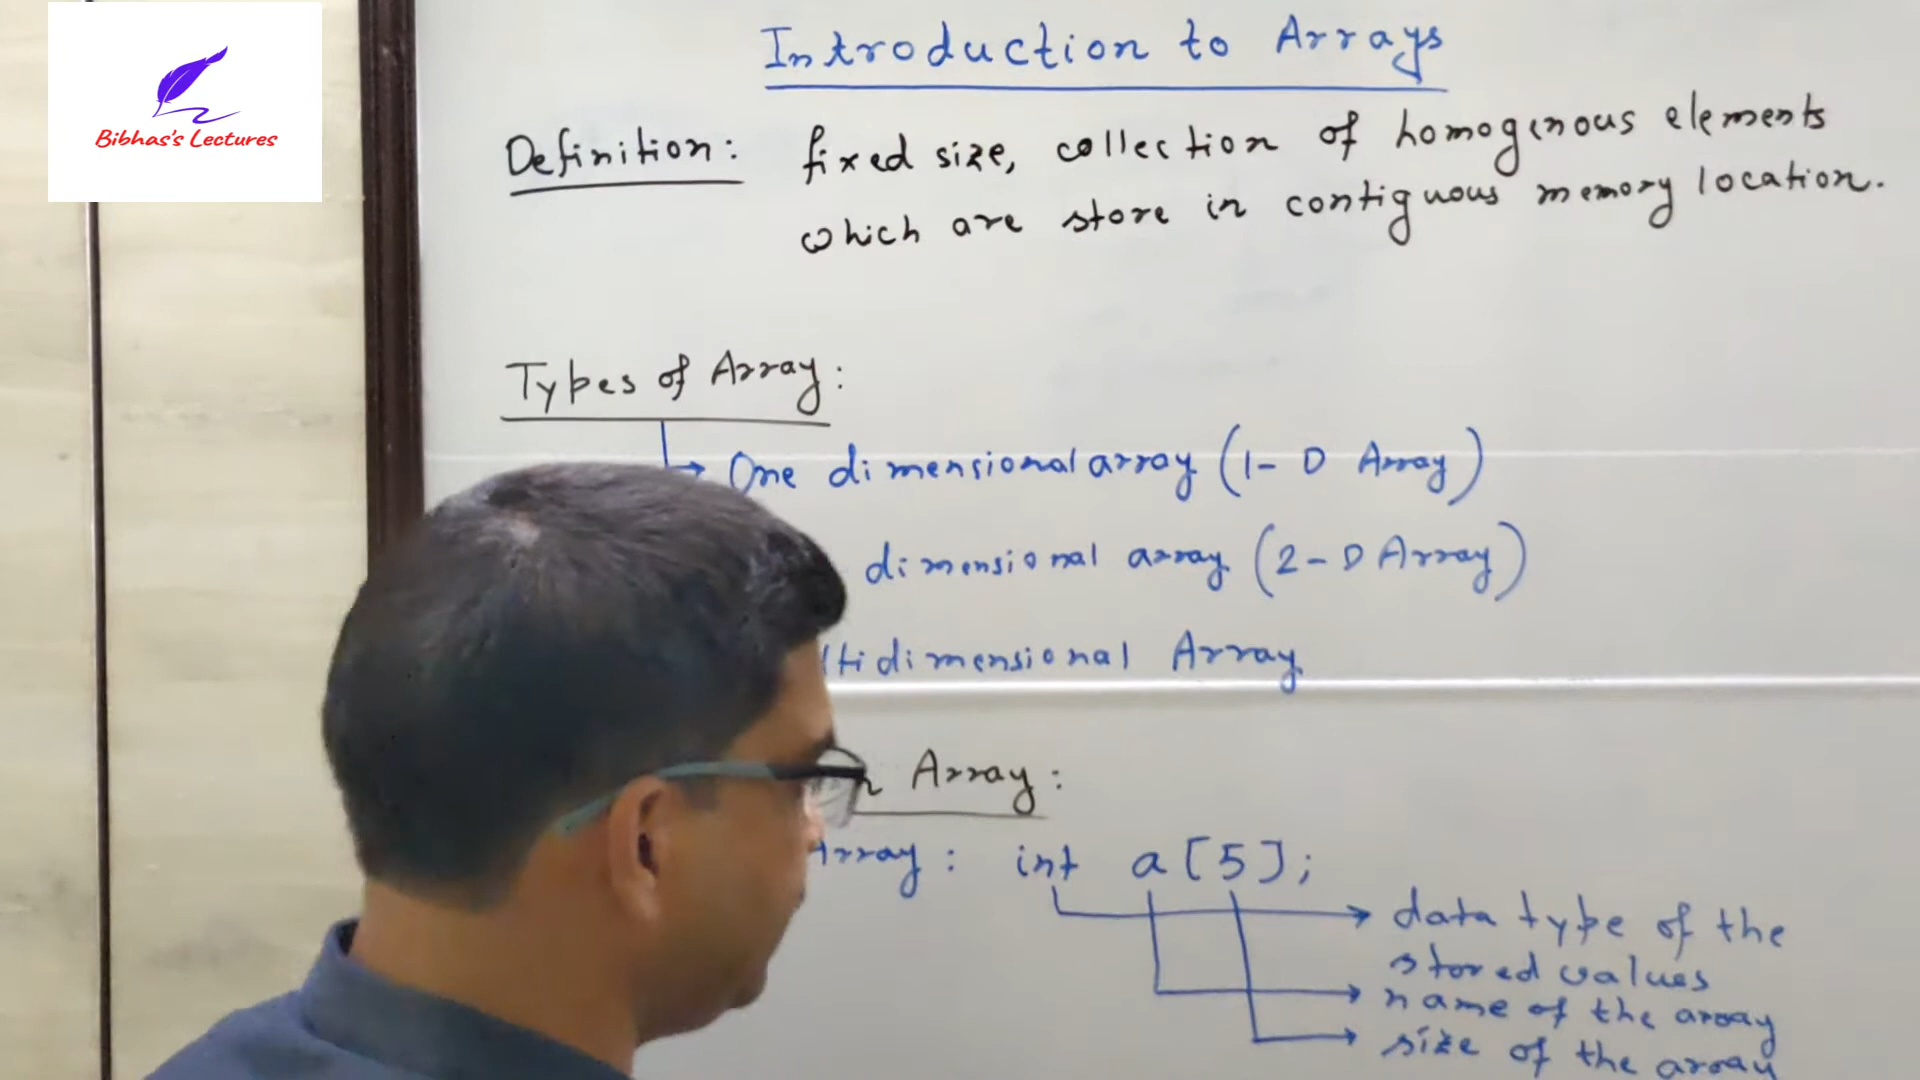 Bibhas's Lectures
Introduction to Arrays
Definition: fixed size, collection of homogenous elements
which are store in contiguous memory location.
Types of Array:
One dimensional array (1-D Array)
dimensional array (2-D Array)
ltidimensional Array
Array:
Array: int a[5];
data type of the
stored values
name of the array
size of the array